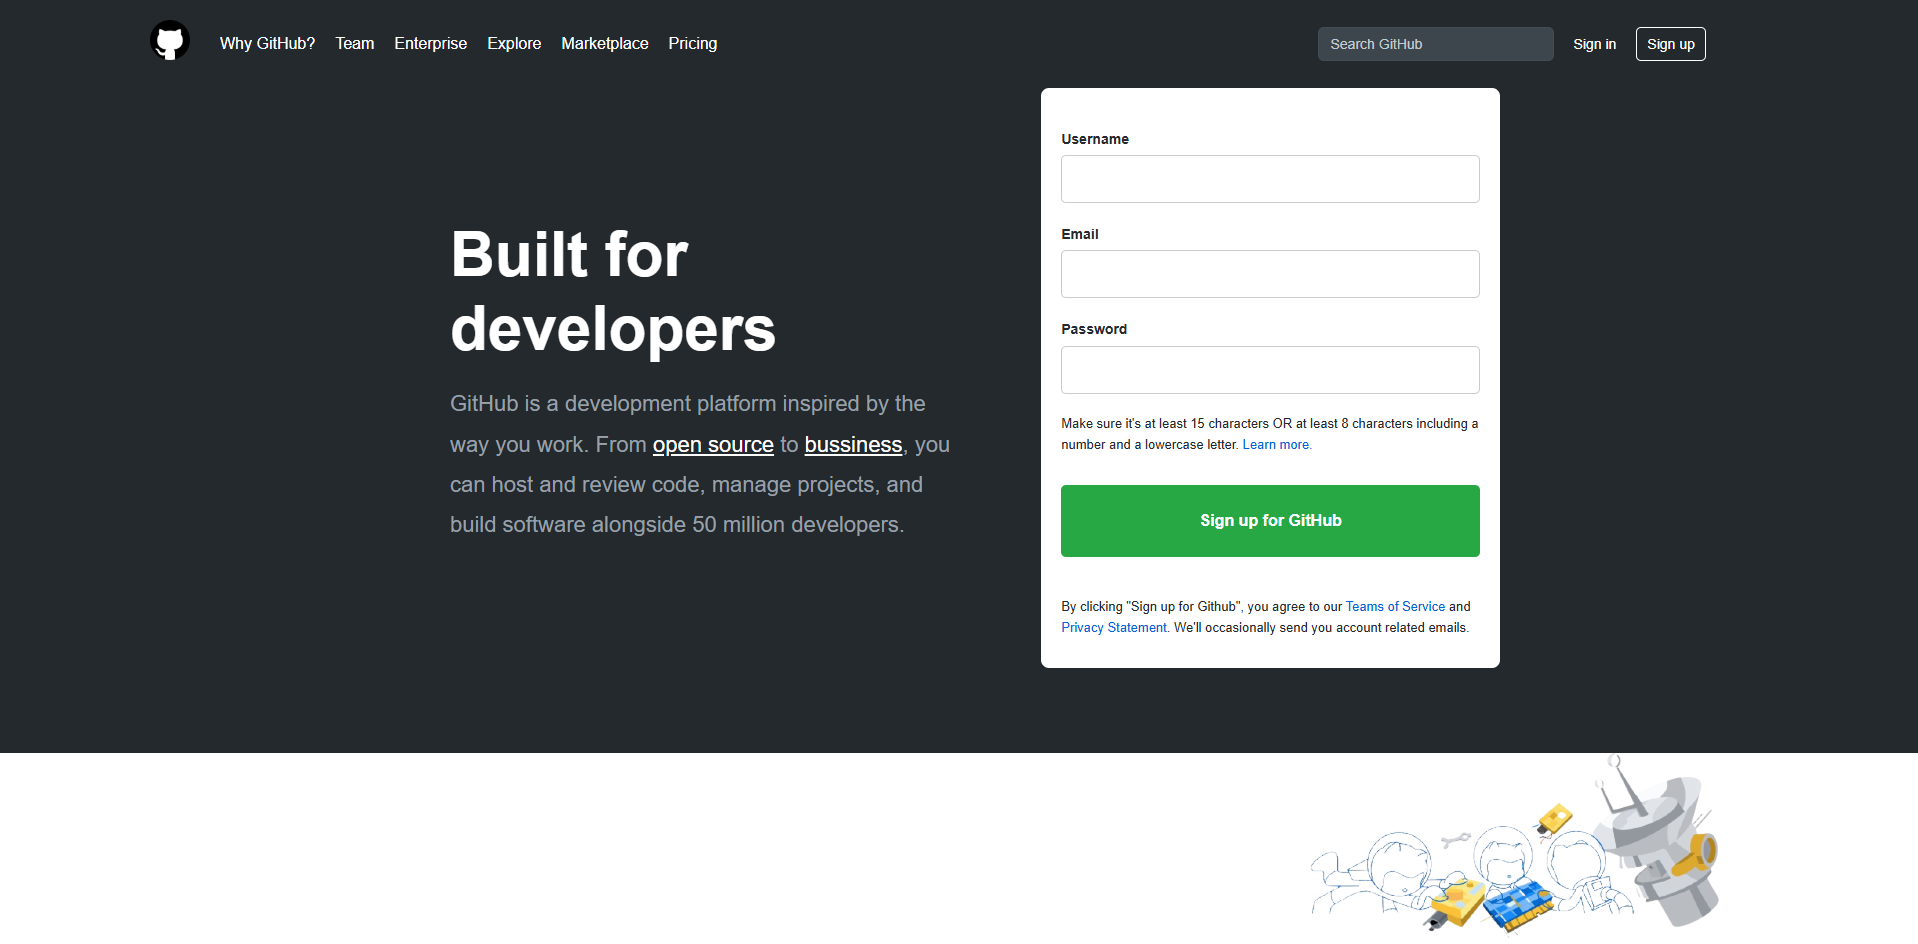 Why GitHub? Team Enterprise Explore Marketplace Pricing Search GitHub Sign in Sign up
Built for
developers
GitHub is a development platform inspired by the
way you work. From open source to bussiness, you
can host and review code, manage projects, and
build software alongside 50 million developers.
Username
Email
Password
Make sure it's at least 15 characters OR at least 8 characters including a
number and a lowercase letter. Learn more.
Sign up for GitHub
By clicking "Sign up for Github", you agree to our Teams of Service and
Privacy Statement. We'll occasionally send you account related emails.